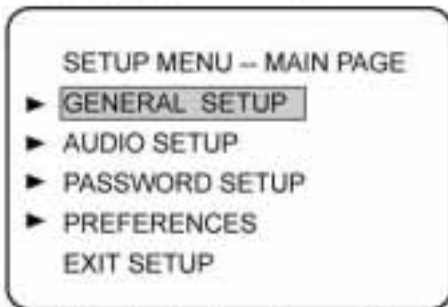 SETUP MENU -- MAIN PAGE
GENERAL SETUP
AUDIO SETUP
PASSWORD SETUP
PREFERENCES
EXIT SETUP